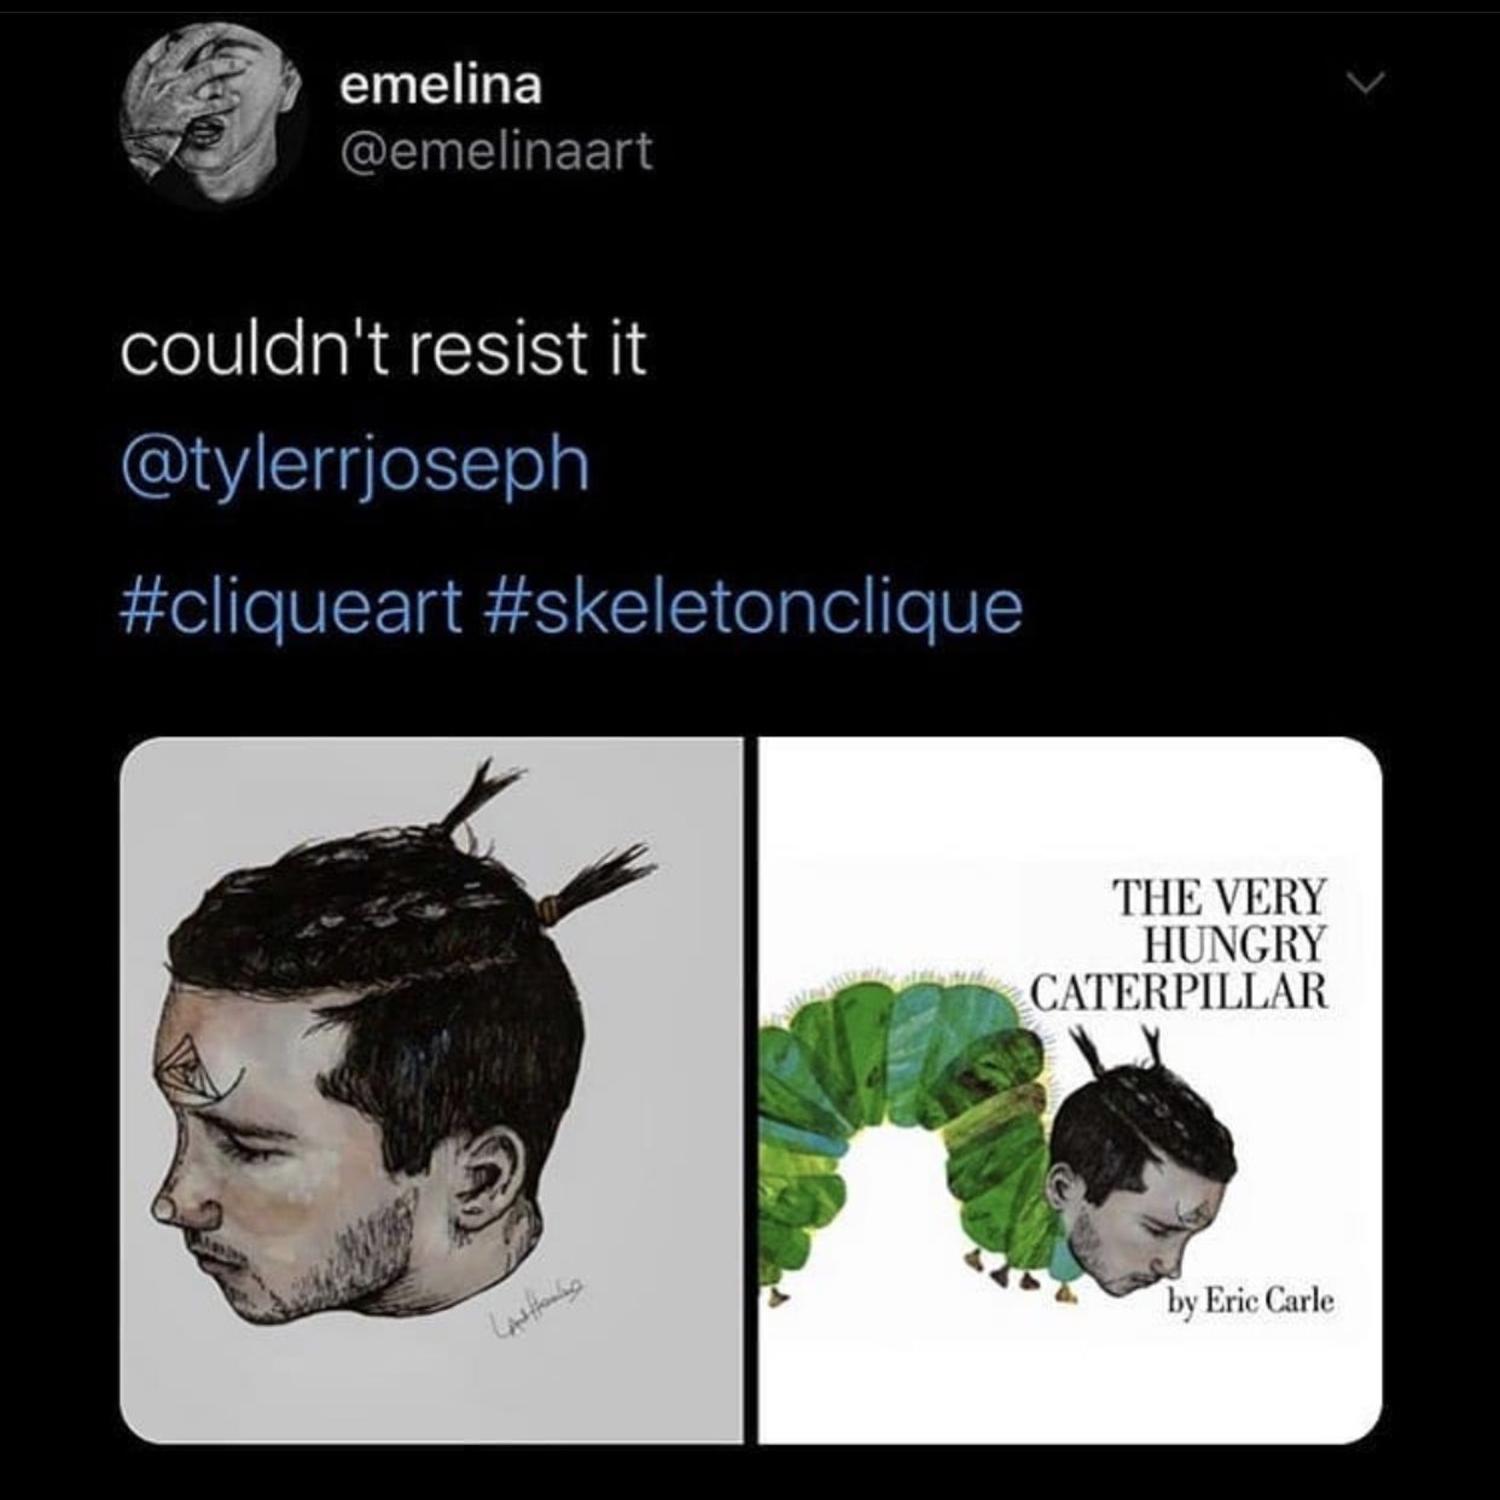 emelina
@emelinaart
couldn't resist it
@tylerrjoseph
#cliqueart #skeletonclique
THE VERY
HUNGRY
CATERPILLAR
by Eric Carle